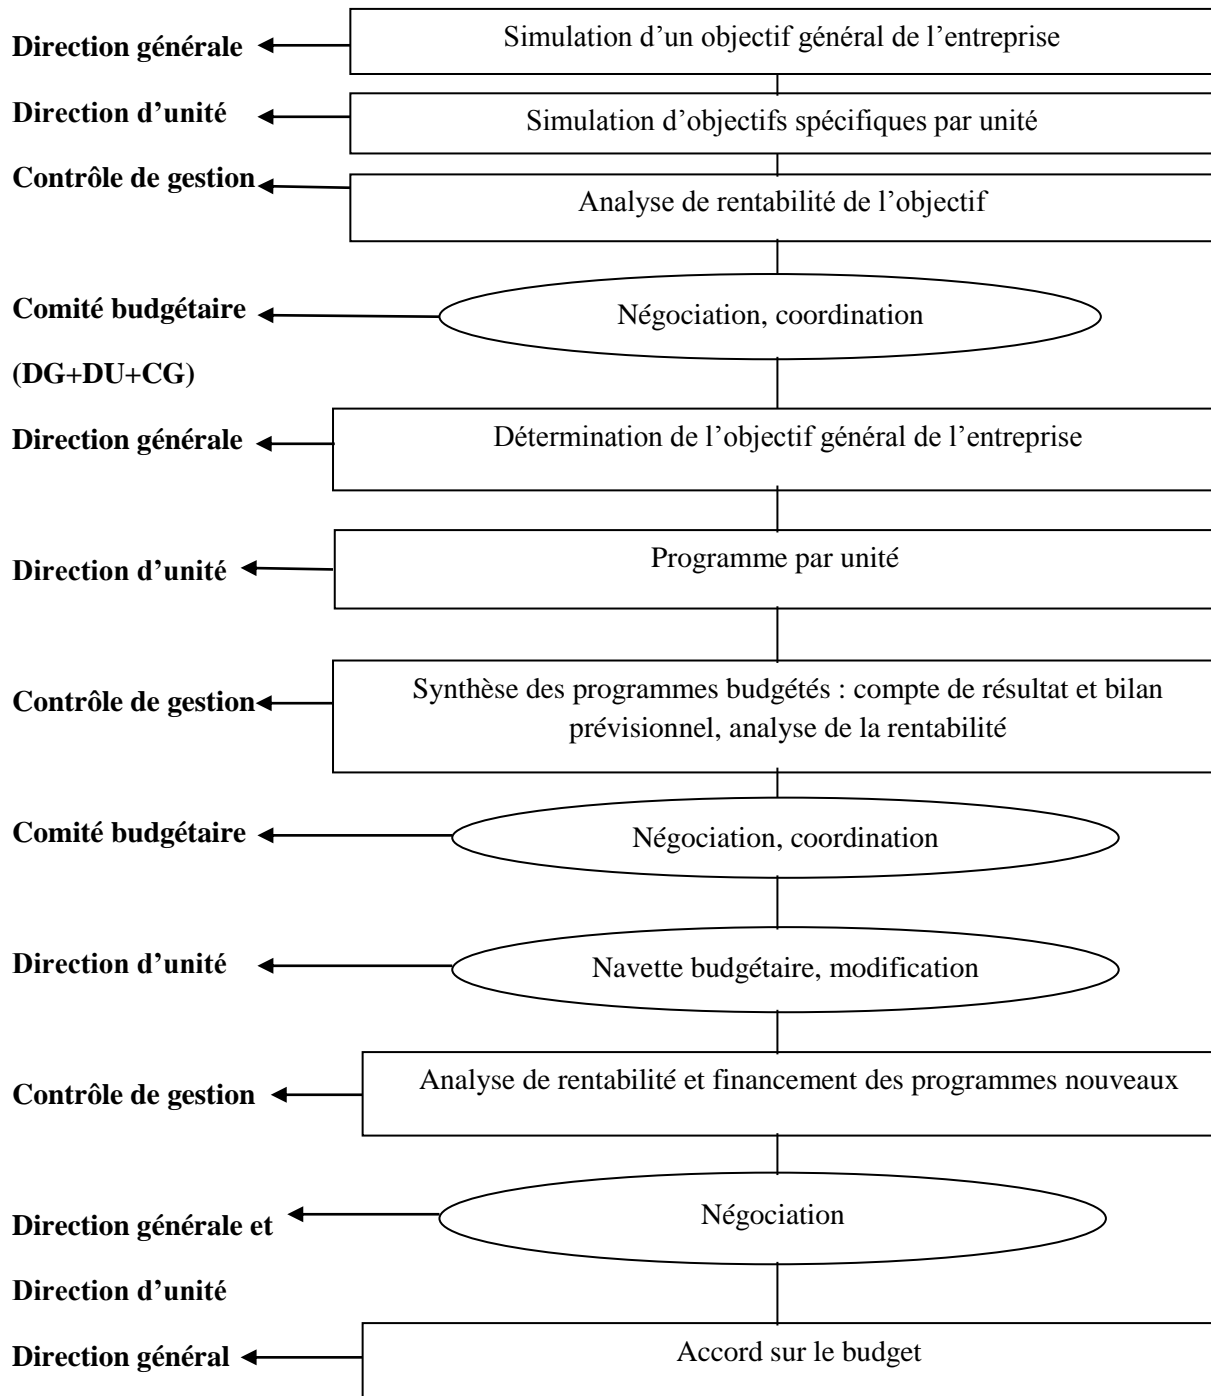 Direction générale
Simulation d’un objectif général de l’entreprise
Direction d’unité
Simulation d’objectifs spécifiques par unité
Contrôle de gestion
Analyse de rentabilité de l’objectif
Comité budgétaire
Négociation, coordination
(DG+DU+CG)
Direction générale
Détermination de l’objectif général de l’entreprise
Direction d’unité
Programme par unité
Contrôle de gestion
Synthèse des programmes budgétés : compte de résultat et bilan
prévisionnel, analyse de la rentabilité
Comité budgétaire
Négociation, coordination
Direction d’unité
Navette budgétaire, modification
Contrôle de gestion
Analyse de rentabilité et financement des programmes nouveaux
Direction générale et
Négociation
Direction d’unité
Direction général
Accord sur le budget